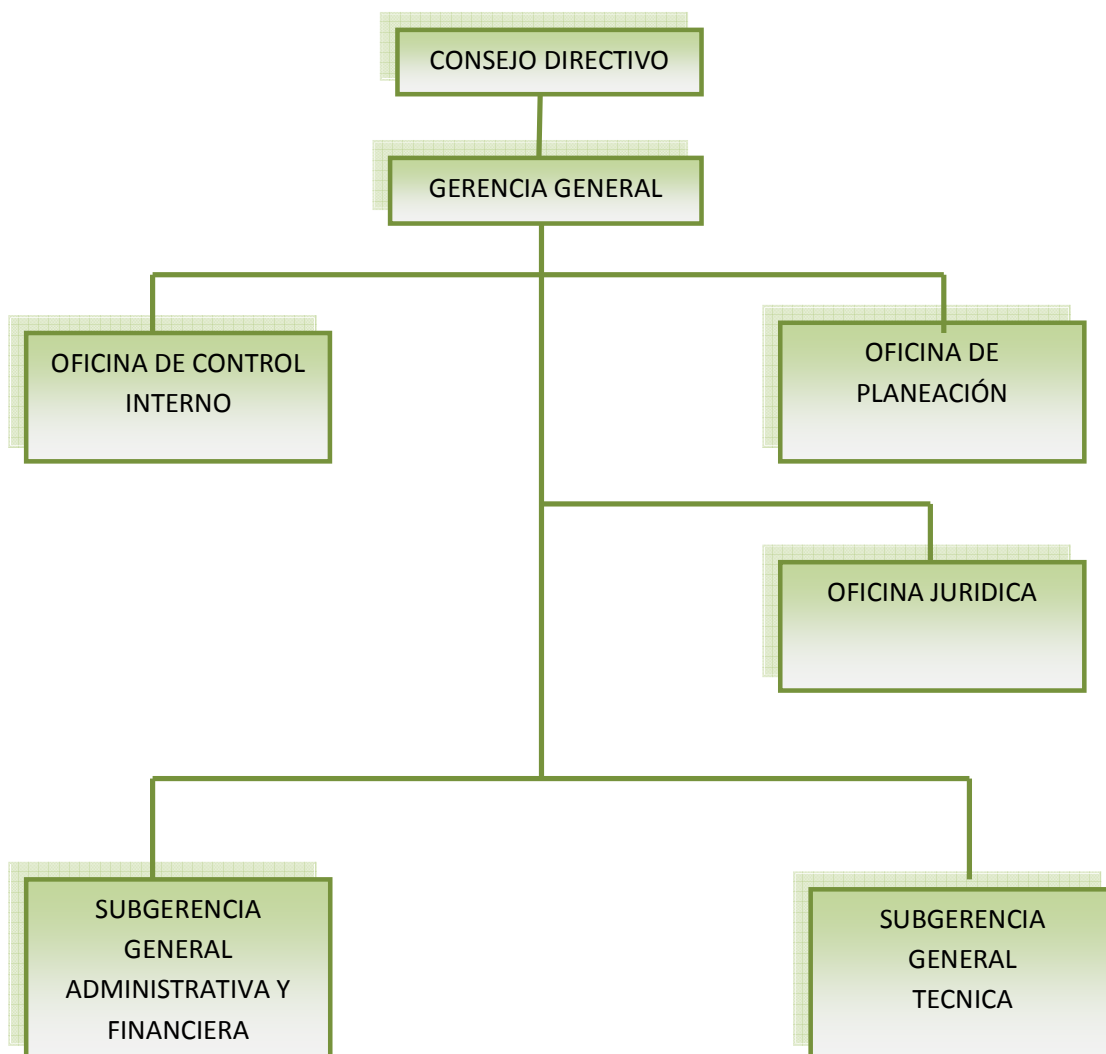 CONSEJO DIRECTIVO
GERENCIA GENERAL
OFICINA DE CONTROL
INTERNO
OFICINA DE
PLANEACIÓN
OFICINA JURIDICA
SUBGERENCIA
GENERAL
ADMINISTRATIVA Y
FINANCIERA
SUBGERENCIA
GENERAL
TECNICA